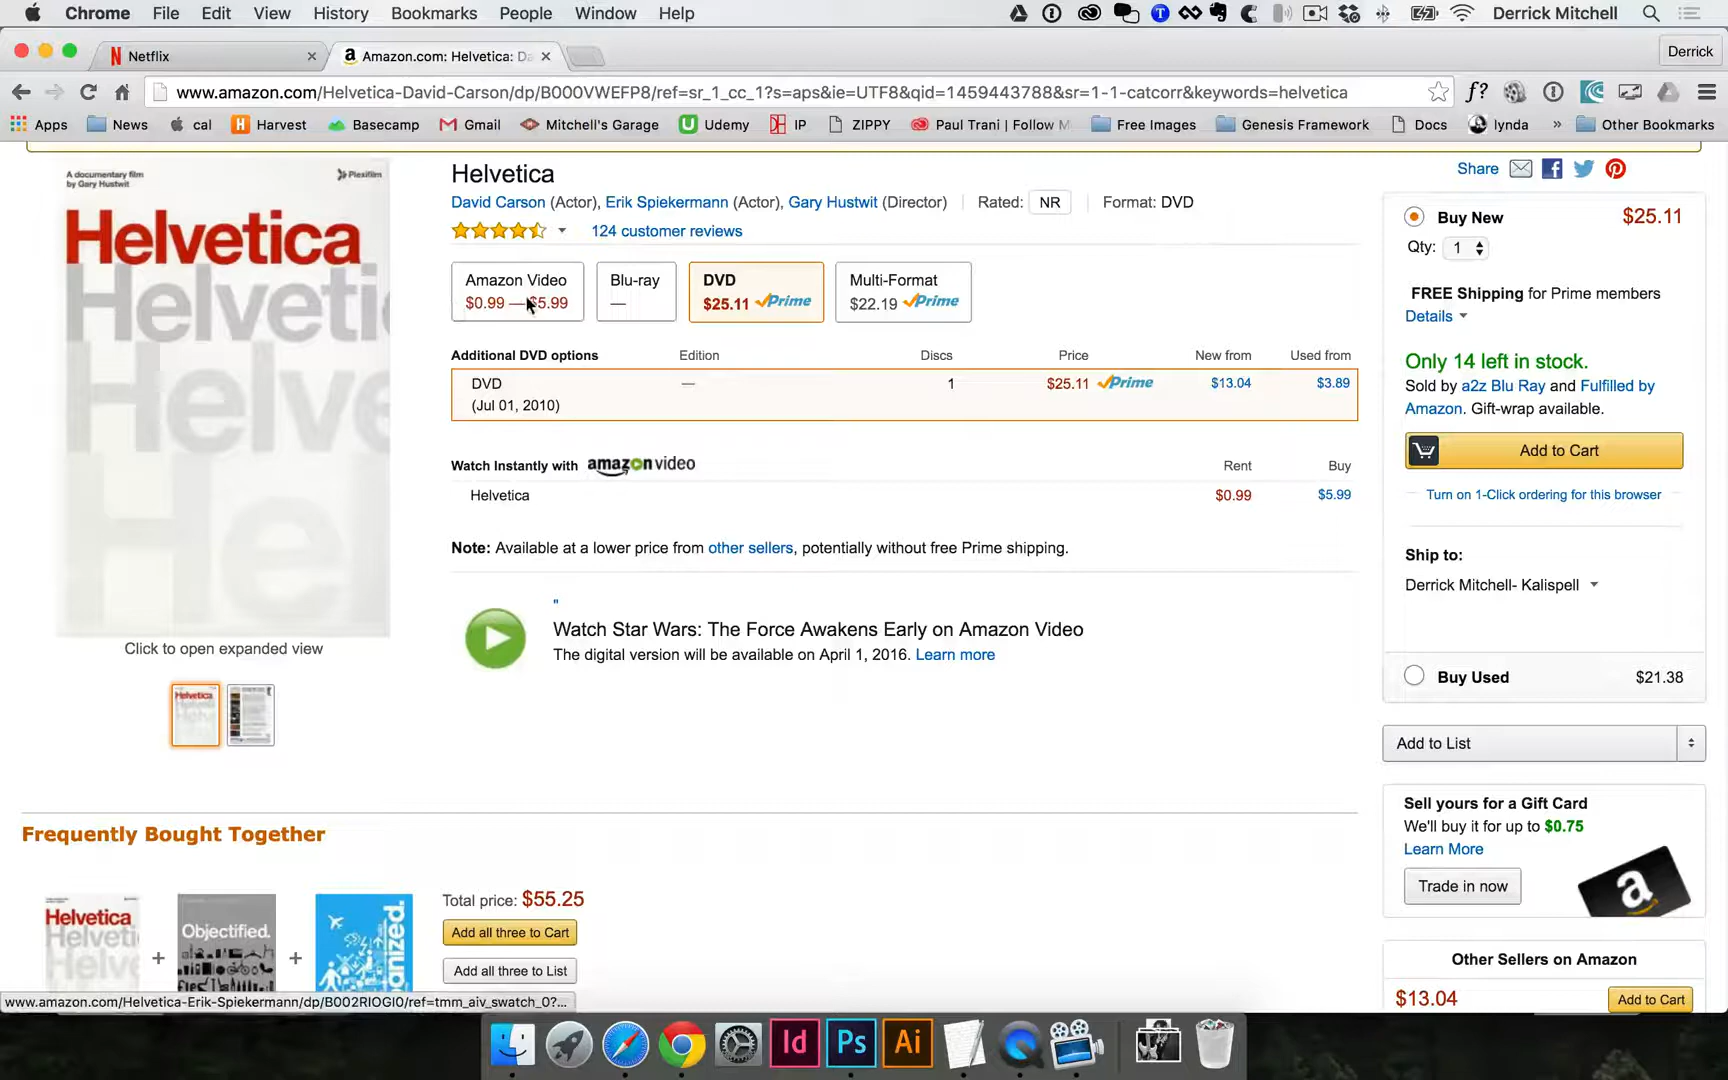 Chrome File Edit View History Bookmarks People Window Help Derrick Mitchell
Netflix
Amazon.com: Helvetica: Da
Derrick
www.amazon.com/Helvetica-David-Carson/dp/B000VWEFP8/ref=sr_1_cc_1?s=aps&ie=UTF8&qid=1459443788&sr=1-1-catcorr&keywords=helvetica
f?
Apps News cal Harvest Basecamp Gmail Mitchell's Garage Udemy IP ZIPPY Paul Trani | Follow M Free Images Genesis Framework Docs lynda » Other Bookmarks
A documentary film
by Gary Hustwit
Plexifilm
Helvetica
Helveti
Helve
Helv
He
Click to open expanded view
Helvetica
David Carson (Actor), Erik Spiekermann (Actor), Gary Hustwit (Director) Rated: NR Format: DVD
124 customer reviews
Amazon Video
$0.99 — $5.99
Blu-ray
—
DVD
$25.11 Prime
Multi-Format
$22.19 Prime
Additional DVD options Edition Discs Price New from Used from
DVD — 1 $25.11 Prime $13.04 $3.89
(Jul 01, 2010)
Watch Instantly with amazon video Rent Buy
Helvetica $0.99 $5.99
Note: Available at a lower price from other sellers, potentially without free Prime shipping.
"
Watch Star Wars: The Force Awakens Early on Amazon Video
The digital version will be available on April 1, 2016. Learn more
Share
Buy New $25.11
Qty: 1
FREE Shipping for Prime members
Details
Only 14 left in stock.
Sold by a2z Blu Ray and Fulfilled by
Amazon. Gift-wrap available.
Add to Cart
Turn on 1-Click ordering for this browser
Ship to:
Derrick Mitchell- Kalispell
Buy Used $21.38
Add to List
Sell yours for a Gift Card
We'll buy it for up to $0.75
Learn More
Trade in now
Other Sellers on Amazon
$13.04 Add to Cart
Frequently Bought Together
Helvetica
+
Objectified.
+
anized.
Total price: $55.25
Add all three to Cart
Add all three to List
www.amazon.com/Helvetica-Erik-Spiekermann/dp/B002RIOGI0/ref=tmm_aiv_swatch_0?...
Id Ps Ai